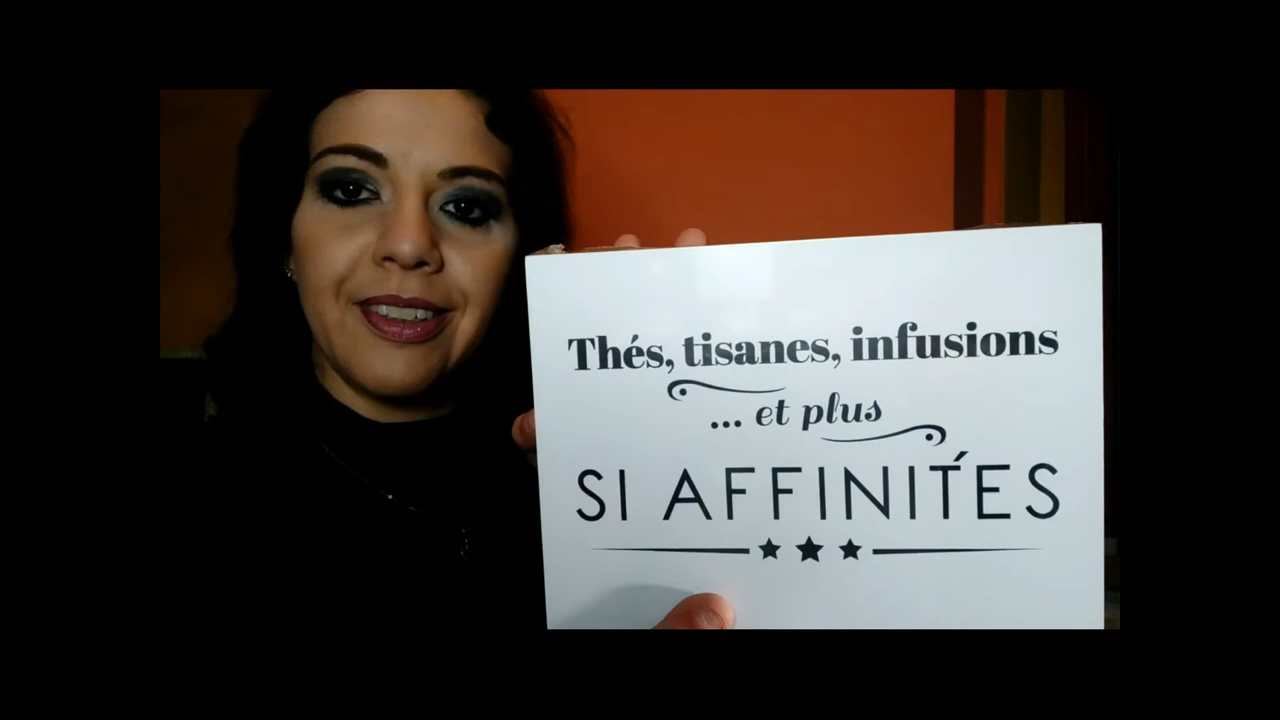 Thés, tisanes, infusions
... et plus
SI AFFINITÉS